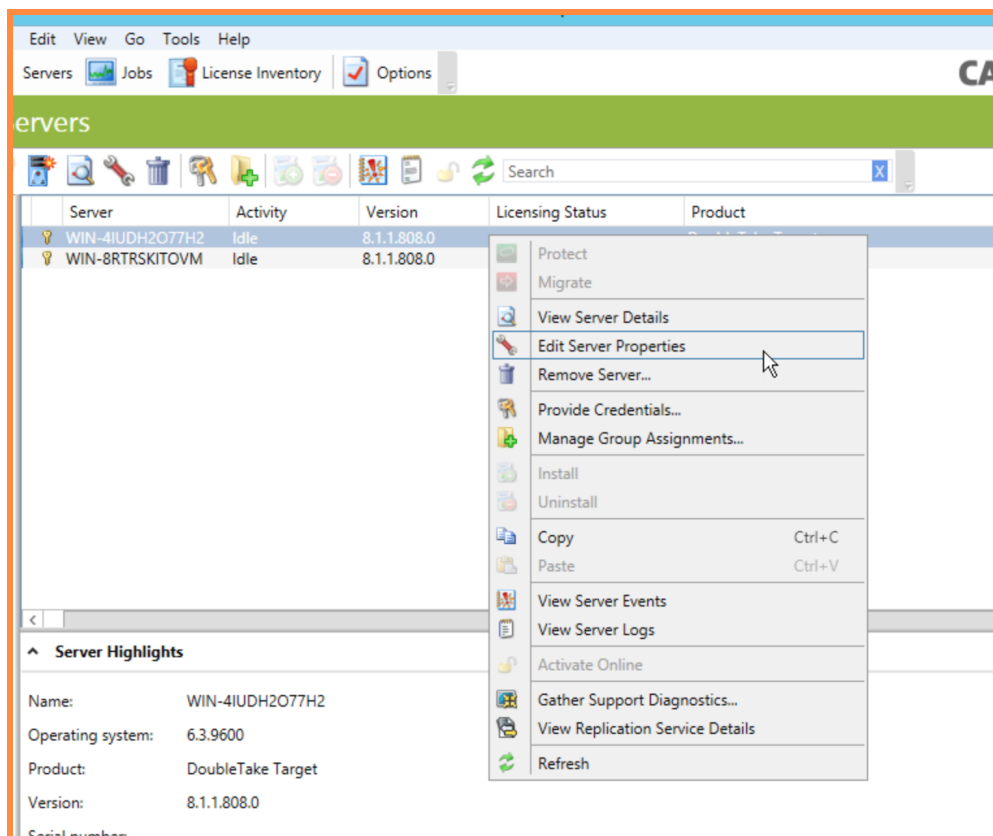 Edit View Go Tools Help
Servers Jobs License Inventory Options
CA
ervers
Search X
Server Activity Version Licensing Status Product
WIN-4IUDH2O77H2 Idle 8.1.1.808.0
WIN-8RTRSKITOVM Idle 8.1.1.808.0
Protect
Migrate
View Server Details
Edit Server Properties
Remove Server...
Provide Credentials...
Manage Group Assignments...
Install
Uninstall
Copy Ctrl+C
Paste Ctrl+V
View Server Events
View Server Logs
Activate Online
Gather Support Diagnostics...
View Replication Service Details
Refresh
Server Highlights
Name: WIN-4IUDH2O77H2
Operating system: 6.3.9600
Product: DoubleTake Target
Version: 8.1.1.808.0
Serial number: